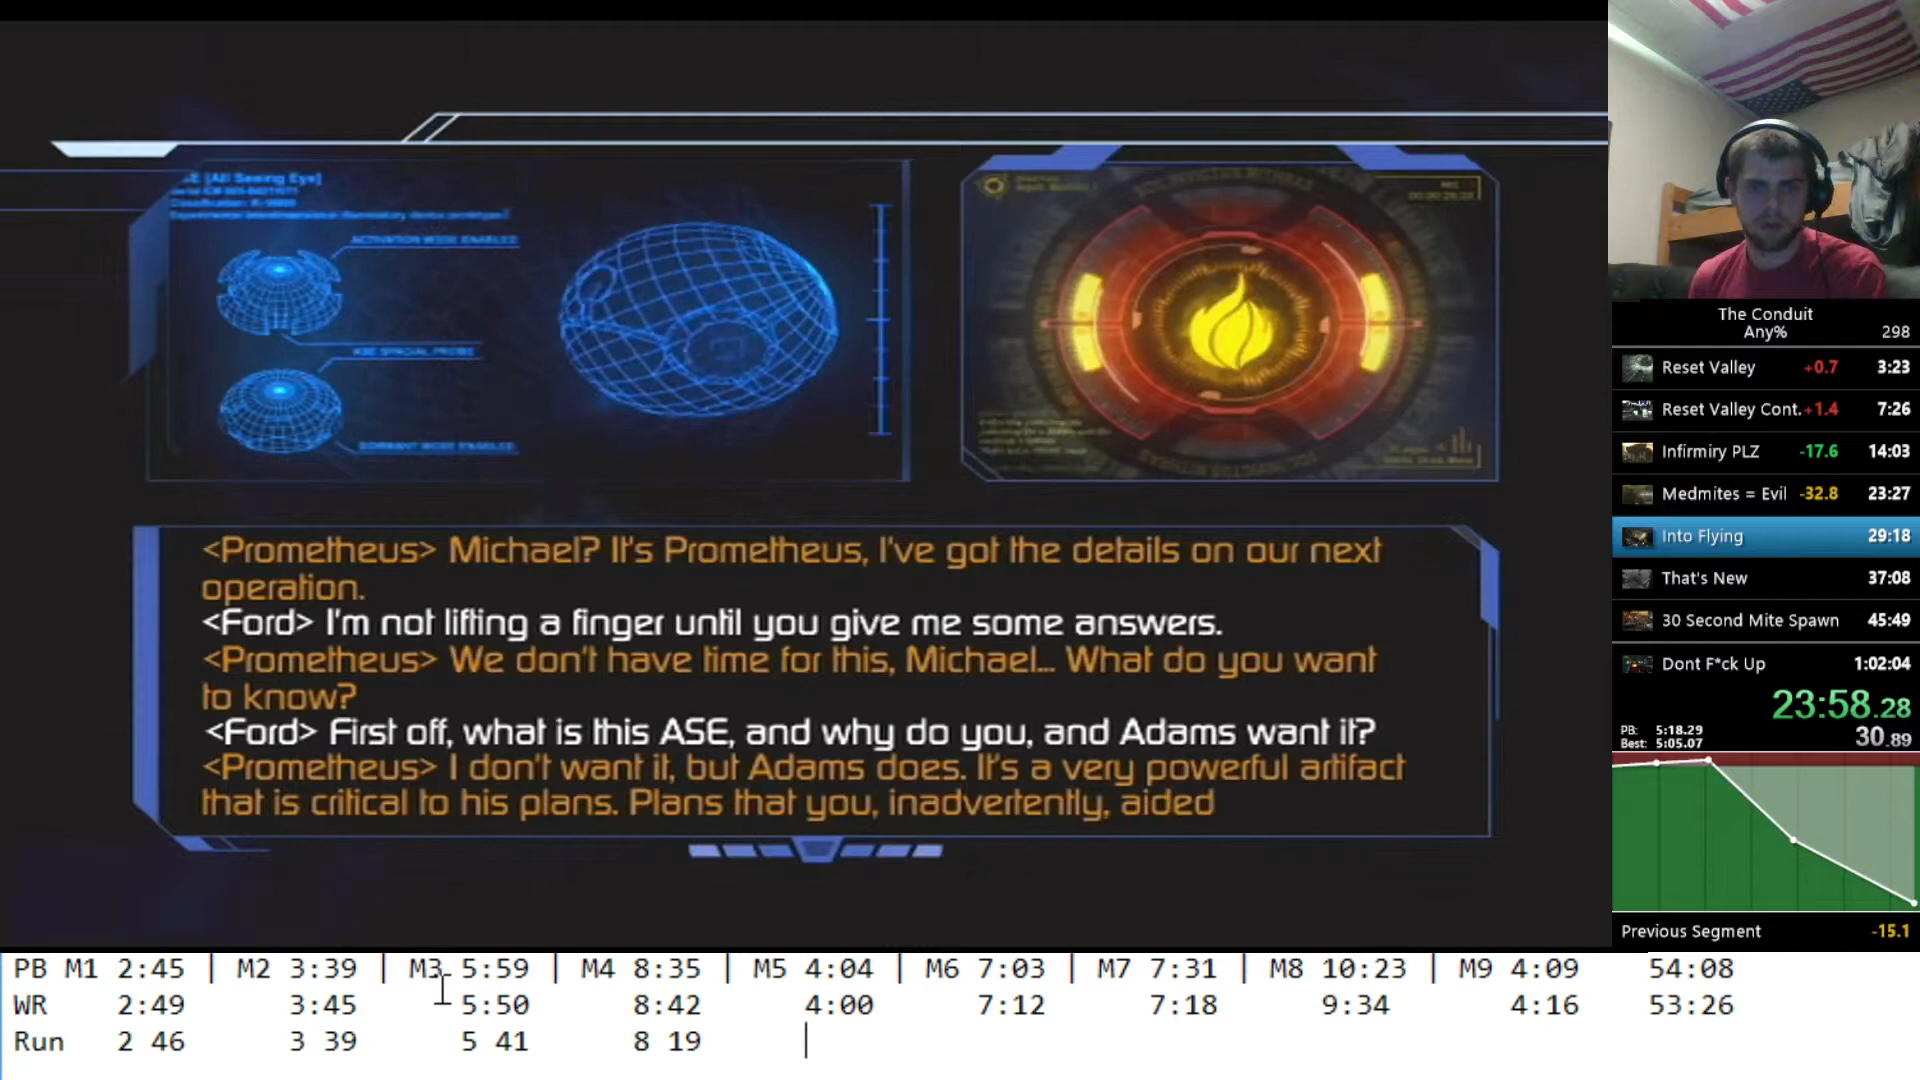 [All Seeing Eye]
ACTIVATION MODE ENABLED
ASE SPACIAL PROBE
DORMANT MODE ENABLED
<Prometheus> Michael? It's Prometheus, I've got the details on our next
operation.
<Ford> I'm not lifting a finger until you give me some answers.
<Prometheus> We don't have time for this, Michael... What do you want
to know?
<Ford> First off, what is this ASE, and why do you, and Adams want it?
<Prometheus> I don't want it, but Adams does. It's a very powerful artifact
that is critical to his plans. Plans that you, inadvertently, aided
The Conduit
Any% 298
Reset Valley +0.7 3:23
Reset Valley Cont. +1.4 7:26
Infirmiry PLZ -17.6 14:03
Medmites = Evil -32.8 23:27
Into Flying 29:18
That's New 37:08
30 Second Mite Spawn 45:49
Dont F*ck Up 1:02:04
23:58.28
PB: 5:18.29
Best: 5:05.07
30.89
Previous Segment -15.1
PB M1 2:45 | M2 3:39 | M3 5:59 | M4 8:35 | M5 4:04 | M6 7:03 | M7 7:31 | M8 10:23 | M9 4:09 54:08
WR 2:49 3:45 5:50 8:42 4:00 7:12 7:18 9:34 4:16 53:26
Run 2 46 3 39 5 41 8 19